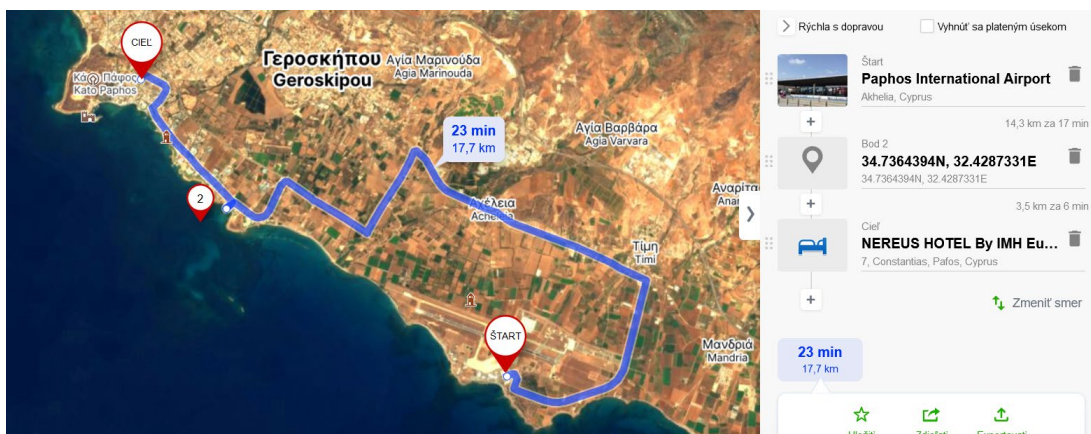 CIEĽ
Γεροσκήπου
Geroskipou
Αγία Μαρινούδα
Agia Marinouda
Κάτω Πάφος
Kato Paphos
23 min
17,7 km
Αγία Βαρβάρα
Agia Varvara
2
Αχέλεια
Acheleia
Τίμη
Timi
ŠTART
Μανδριά
Mandria
Rýchla s dopravou
Vyhnúť sa plateným úsekom
Štart
Paphos International Airport
Akhelia, Cyprus
14,3 km za 17 min
Bod 2
34.7364394N, 32.4287331E
34.7364394N, 32.4287331E
3,5 km za 6 min
Cieľ
NEREUS HOTEL By IMH Eu...
7, Constantias, Pafos, Cyprus
Zmeniť smer
23 min
17,7 km